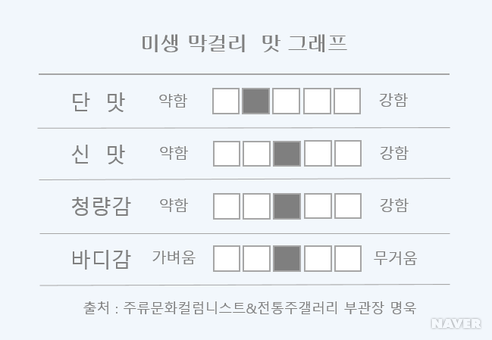 미생 막걸리 맛 그래프
단 맛 약함 강함
신 맛 약함 강함
청량감 약함 강함
바디감 가벼움 무거움
출처 : 주류문화컬럼니스트&전통주갤러리 부관장 명욱
NAVER